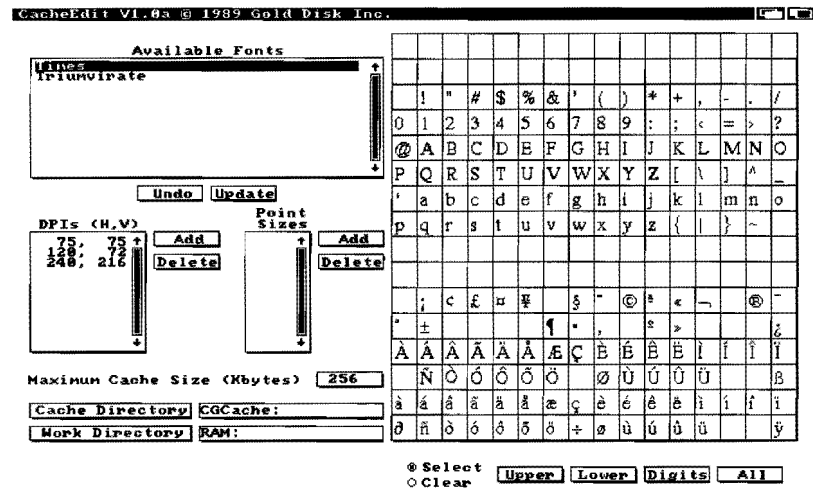 CacheEdit V1.0a © 1989 Gold Disk Inc.
Available Fonts
Times
Triumvirate
Undo Update
DPIs (H,V)
75, 75
120, 72
240, 216
Add
Delete
Point
Sizes
Add
Delete
Maximum Cache Size (Kbytes) 256
Cache Directory CGCache:
Work Directory RAM:
! " # $ % & ' ( ) * + , - . /
0 1 2 3 4 5 6 7 8 9 : ; < = > ?
@ A B C D E F G H I J K L M N O
P Q R S T U V W X Y Z [ \ ] ^ _
‘ a b c d e f g h i j k l m n o
p q r s t u v w x y z { | } ~
¡ ¢ £ ¤ ¥ § ¨ © ª « ¬ ® ¯
° ± ¶ · ¸ º » ¿
À Á Â Ã Ä Å Æ Ç È É Ê Ë Ì Í Î Ï
Ñ Ò Ó Ô Õ Ö Ø Ù Ú Û Ü ß
à á â ã ä å æ ç è é ê ë ì í î ï
ð ñ ò ó ô õ ö ÷ ø ù ú û ü ÿ
Select
Clear
Upper Lower Digits All